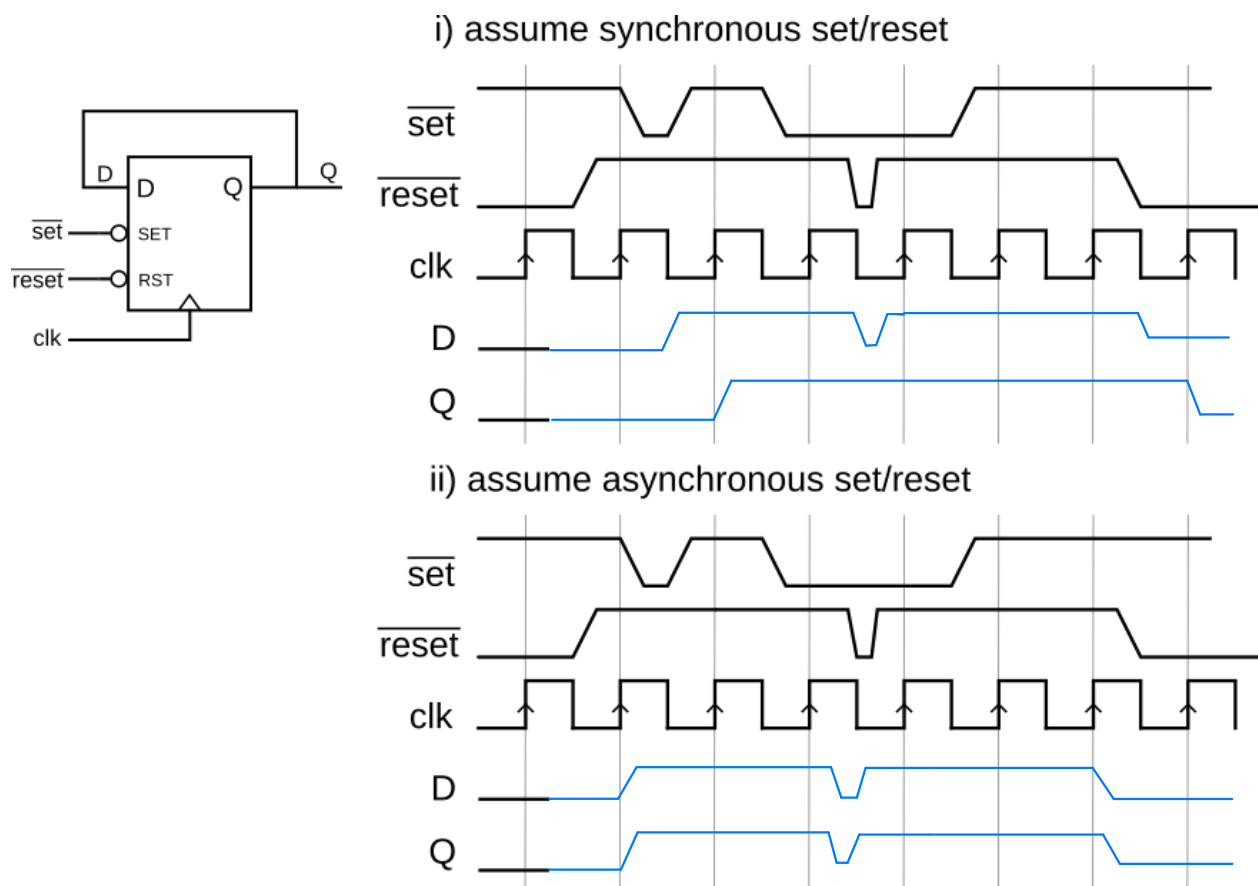 i) assume synchronous set/reset
D
D
Q
Q
set
SET
reset
RST
clk
set
reset
clk
D
Q
ii) assume asynchronous set/reset
set
reset
clk
D
Q